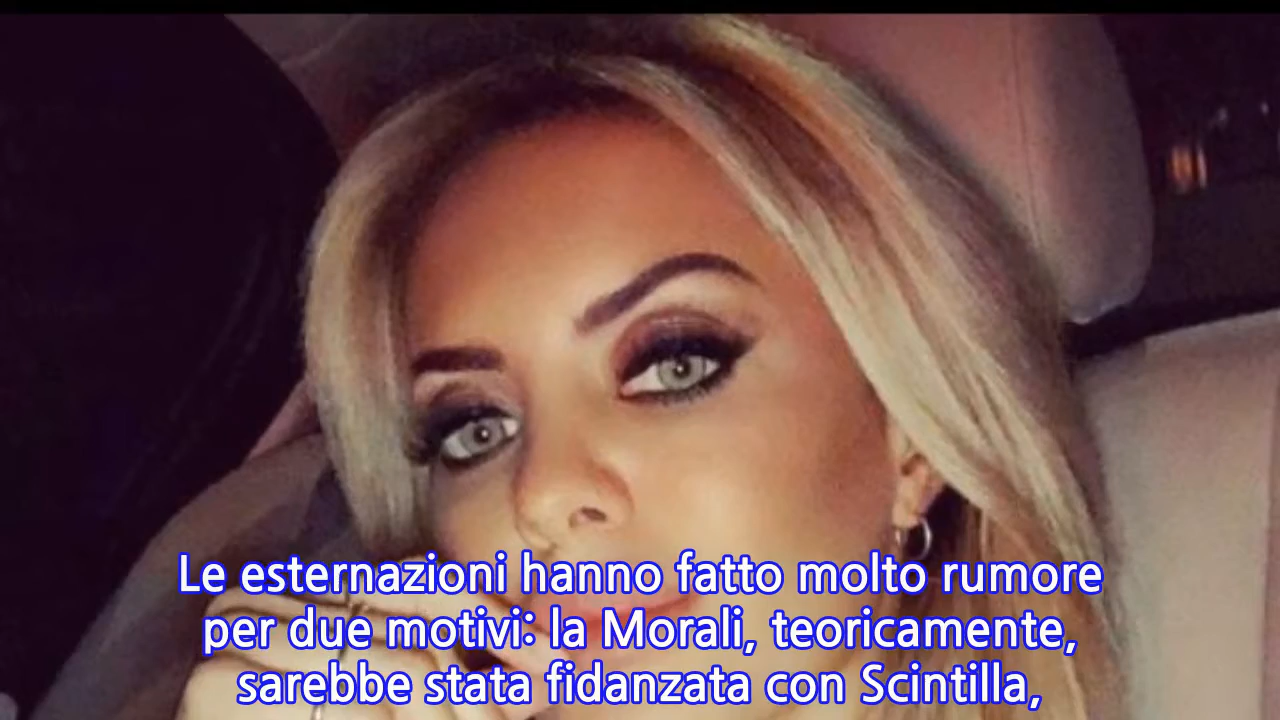 Le esternazioni hanno fatto molto rumore
per due motivi: la Morali, teoricamente,
sarebbe stata fidanzata con Scintilla,